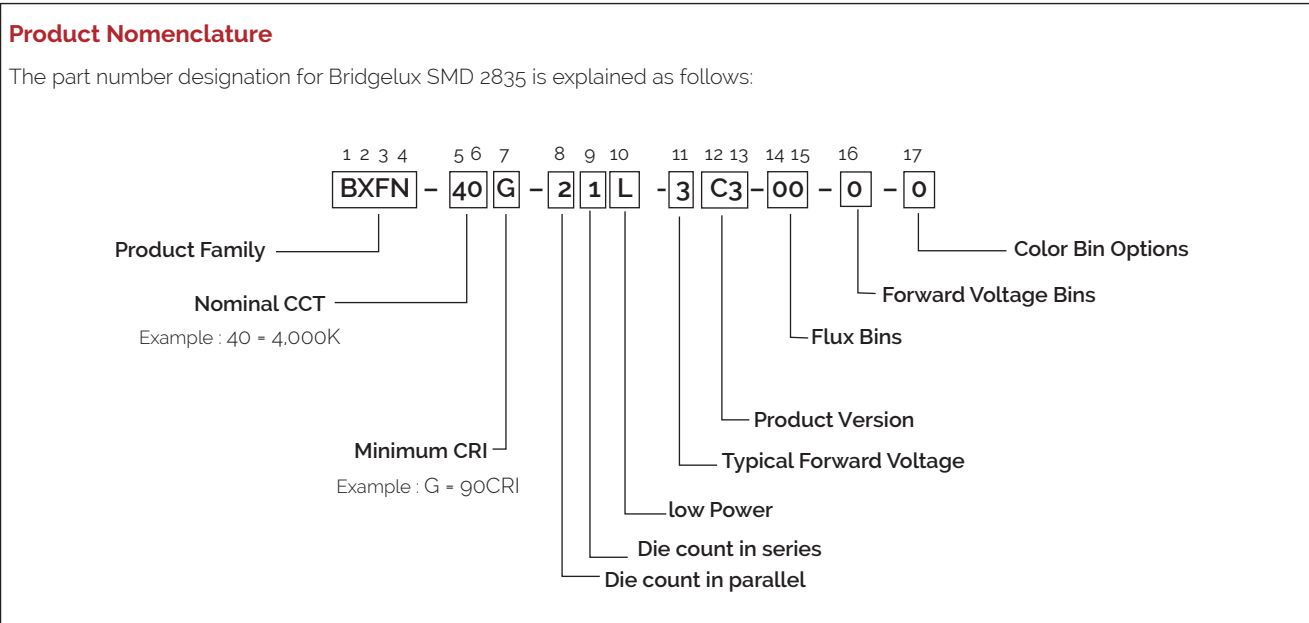 Product Nomenclature
The part number designation for Bridgelux SMD 2835 is explained as follows:
1 2 3 4 5 6 7 8 9 10 11 12 13 14 15 16 17
BXFN – 40 G – 2 1 L - 3 C3 – 00 – 0 – 0
Product Family
Color Bin Options
Nominal CCT
Forward Voltage Bins
Example : 40 = 4,000K
Flux Bins
Product Version
Minimum CRI
Typical Forward Voltage
Example : G = 90CRI
low Power
Die count in series
Die count in parallel